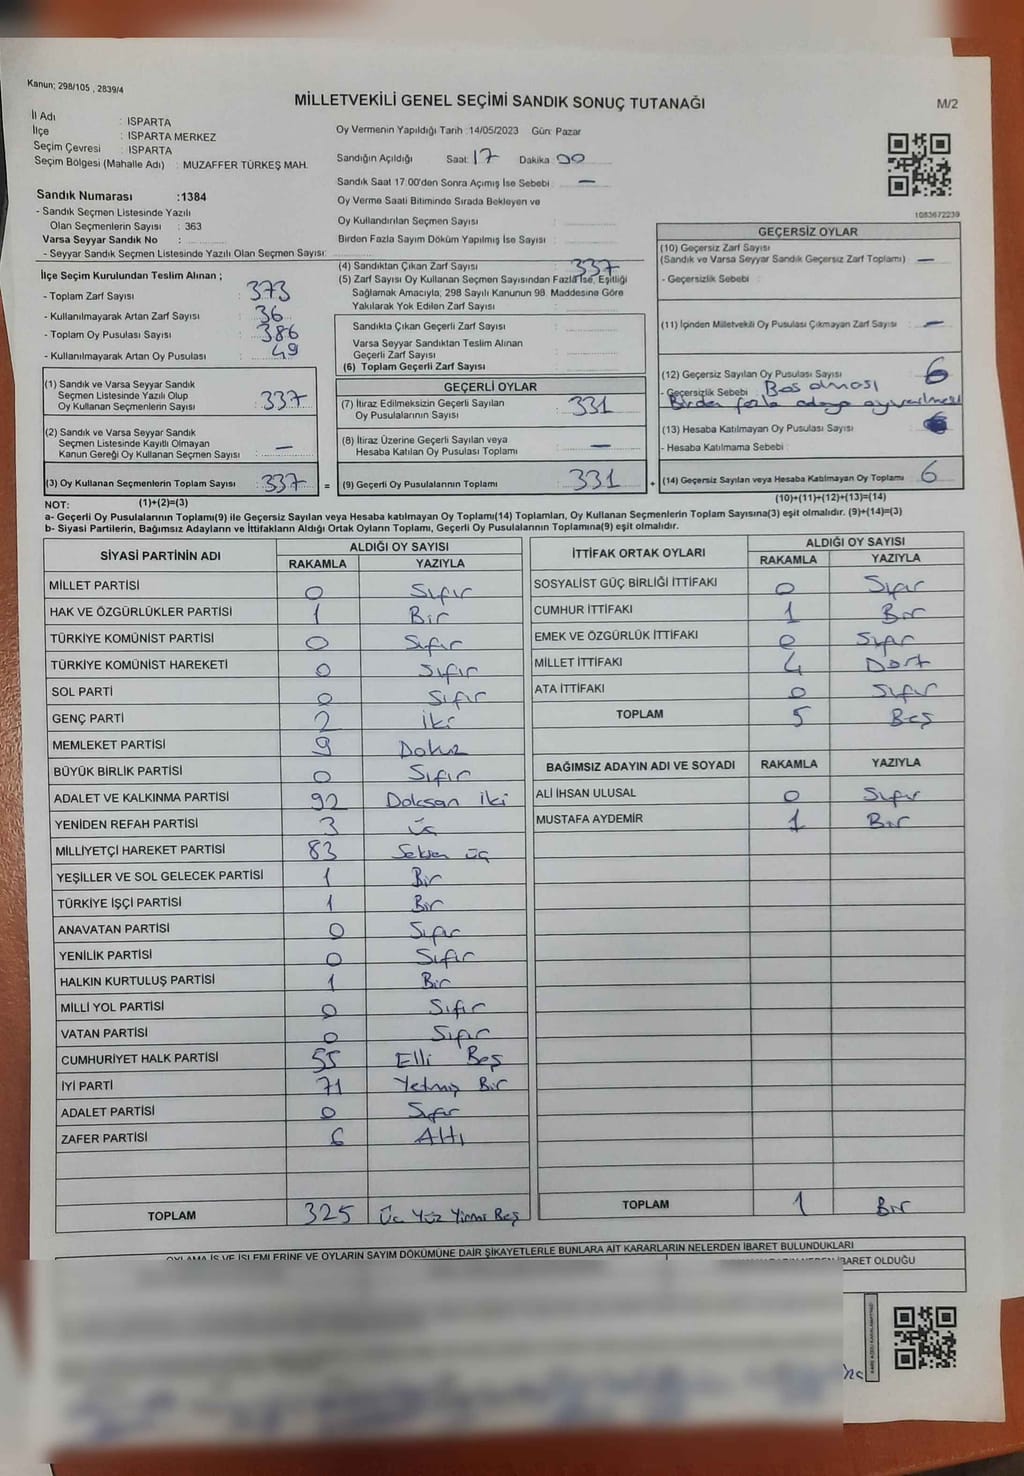 Kanun; 298/105 , 2839/4
MİLLETVEKİLİ GENEL SEÇİMİ SANDIK SONUÇ TUTANAĞI
M/2
İl Adı : ISPARTA
İlçe : ISPARTA MERKEZ
Seçim Çevresi : ISPARTA
Seçim Bölgesi (Mahalle Adı) : MUZAFFER TÜRKEŞ MAH.
Sandık Numarası :1384
- Sandık Seçmen Listesinde Yazılı
Olan Seçmenlerin Sayısı : 363
Varsa Seyyar Sandık No :
- Seyyar Sandık Seçmen Listesinde Yazılı Olan Seçmen Sayısı:
Oy Vermenin Yapıldığı Tarih :14/05/2023 Gün: Pazar
Sandığın Açıldığı Saat: 17 Dakika 00
Sandık Saat 17:00'den Sonra Açımış İse Sebebi : —
Oy Verme Saati Bitiminde Sırada Bekleyen ve
Oy Kullandırılan Seçmen Sayısı :
Birden Fazla Sayım Döküm Yapılmış İse Sayısı :
1083672239
İlçe Seçim Kurulundan Teslim Alınan ;
- Toplam Zarf Sayısı : 373
- Kullanılmayarak Artan Zarf Sayısı : 36
- Toplam Oy Pusulası Sayısı : 386
- Kullanılmayarak Artan Oy Pusulası : 49
(1) Sandık ve Varsa Seyyar Sandık
Seçmen Listesinde Yazılı Olup
Oy Kullanan Seçmenlerin Sayısı : 337
(2) Sandık ve Varsa Seyyar Sandık
Seçmen Listesinde Kayıtlı Olmayan
Kanun Gereği Oy Kullanan Seçmen Sayısı : —
(3) Oy Kullanan Seçmenlerin Toplam Sayısı : 337 =
(4) Sandıktan Çıkan Zarf Sayısı : 337
(5) Zarf Sayısı Oy Kullanan Seçmen Sayısından Fazla İse, Eşitliği
Sağlamak Amacıyla; 298 Sayılı Kanunun 98. Maddesine Göre
Yakılarak Yok Edilen Zarf Sayısı :
Sandıkta Çıkan Geçerli Zarf Sayısı :
Varsa Seyyar Sandıktan Teslim Alınan
Geçerli Zarf Sayısı :
(6) Toplam Geçerli Zarf Sayısı :
GEÇERLİ OYLAR
(7) İtiraz Edilmeksizin Geçerli Sayılan
Oy Pusulalarının Sayısı : 331
(8) İtiraz Üzerine Geçerli Sayılan veya
Hesaba Katılan Oy Pusulası Toplamı : —
(9) Geçerli Oy Pusulalarının Toplamı : 331 +
GEÇERSİZ OYLAR
(10) Geçersiz Zarf Sayısı
(Sandık ve Varsa Seyyar Sandık Geçersiz Zarf Toplamı) : —
- Geçersizlik Sebebi :
(11) İçinden Milletvekili Oy Pusulası Çıkmayan Zarf Sayısı : —
(12) Geçersiz Sayılan Oy Pusulası Sayısı : 6
- Geçersizlik Sebebi : Boş olması
Birden fazla adaya
(13) Hesaba Katılmayan Oy Pusulası Sayısı :
- Hesaba Katılmama Sebebi :
(14) Geçersiz Sayılan veya Hesaba Katılmayan Oy Toplamı : 6
NOT: (1)+(2)=(3)
(10)+(11)+(12)+(13)=(14)
a- Geçerli Oy Pusulalarının Toplamı(9) ile Geçersiz Sayılan veya Hesaba katılmayan Oy Toplamı(14) Toplamları, Oy Kullanan Seçmenlerin Toplam Sayısına(3) eşit olmalıdır. (9)+(14)=(3)
b- Siyasi Partilerin, Bağımsız Adayların ve İttifakların Aldığı Ortak Oyların Toplamı, Geçerli Oy Pusulalarının Toplamına(9) eşit olmalıdır.
SİYASİ PARTİNİN ADI ALDIĞI OY SAYISI
RAKAMLA YAZIYLA
MİLLET PARTİSİ 0 Sıfır
HAK VE ÖZGÜRLÜKLER PARTİSİ 1 Bir
TÜRKİYE KOMÜNİST PARTİSİ 0 Sıfır
TÜRKİYE KOMÜNİST HAREKETİ 0 Sıfır
SOL PARTİ 0 Sıfır
GENÇ PARTİ 2 İki
MEMLEKET PARTİSİ 9 Dokuz
BÜYÜK BİRLİK PARTİSİ 0 Sıfır
ADALET VE KALKINMA PARTİSİ 92 Doksan iki
YENİDEN REFAH PARTİSİ 3 Üç
MİLLİYETÇİ HAREKET PARTİSİ 83 Seksen üç
YEŞİLLER VE SOL GELECEK PARTİSİ 1 Bir
TÜRKİYE İŞÇİ PARTİSİ 1 Bir
ANAVATAN PARTİSİ 0 Sıfır
YENİLİK PARTİSİ 0 Sıfır
HALKIN KURTULUŞ PARTİSİ 1 Bir
MİLLİ YOL PARTİSİ 0 Sıfır
VATAN PARTİSİ 0 Sıfır
CUMHURİYET HALK PARTİSİ 55 Elli Beş
İYİ PARTİ 71 Yetmiş Bir
ADALET PARTİSİ 0 Sıfır
ZAFER PARTİSİ 6 Altı
TOPLAM 325 Üç Yüz Yirmi Beş
İTTİFAK ORTAK OYLARI ALDIĞI OY SAYISI
RAKAMLA YAZIYLA
SOSYALİST GÜÇ BİRLİĞİ İTTİFAKI 0 Sıfır
CUMHUR İTTİFAKI 1 Bir
EMEK VE ÖZGÜRLÜK İTTİFAKI 0 Sıfır
MİLLET İTTİFAKI 4 Dört
ATA İTTİFAKI 0 Sıfır
TOPLAM 5 Beş
BAĞIMSIZ ADAYIN ADI VE SOYADI RAKAMLA YAZIYLA
ALİ İHSAN ULUSAL 0 Sıfır
MUSTAFA AYDEMİR 1 Bir
TOPLAM 1 Bir
OYLAMA İŞ VE İŞLEMLERİNE VE OYLARIN SAYIM DÖKÜMÜNE DAİR ŞİKAYETLERLE BUNLARA AİT KARARLARIN NELERDEN İBARET BULUNDUKLARI
İBARET OLDUĞU